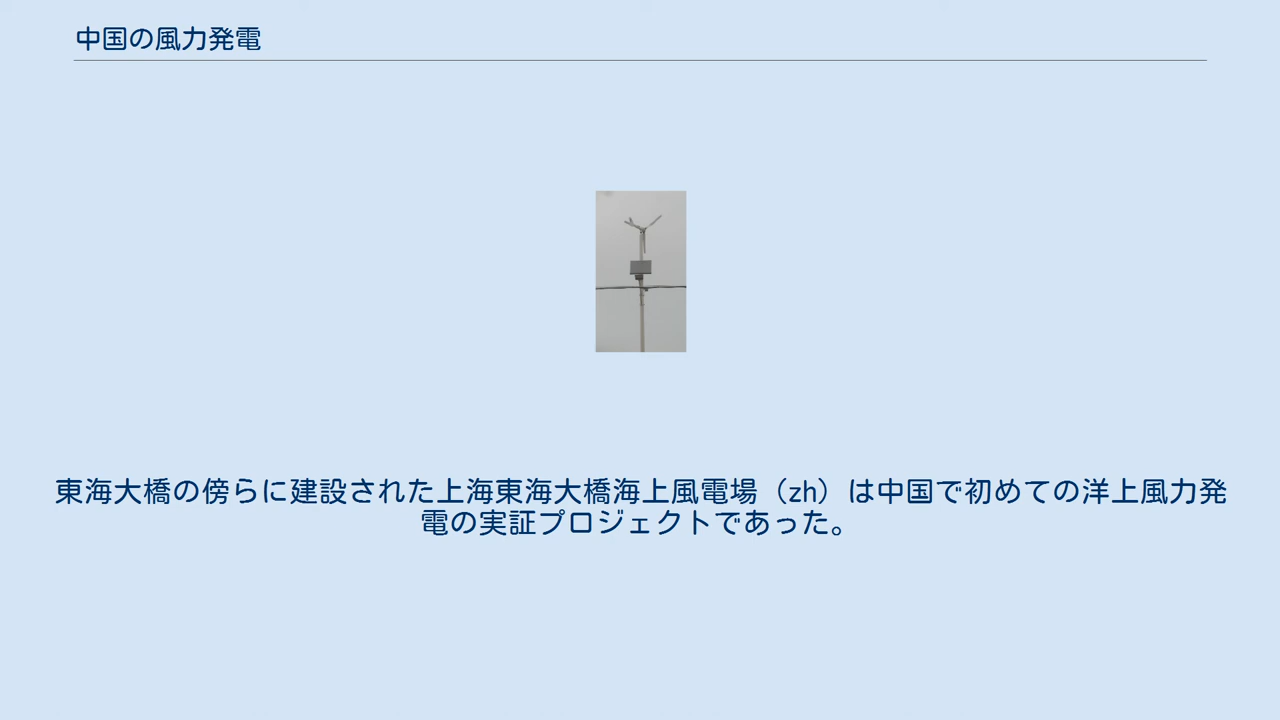 中国の風力発電
東海大橋の傍らに建設された上海東海大橋海上風電場（zh）は中国で初めての洋上風力発
電の実証プロジェクトであった。